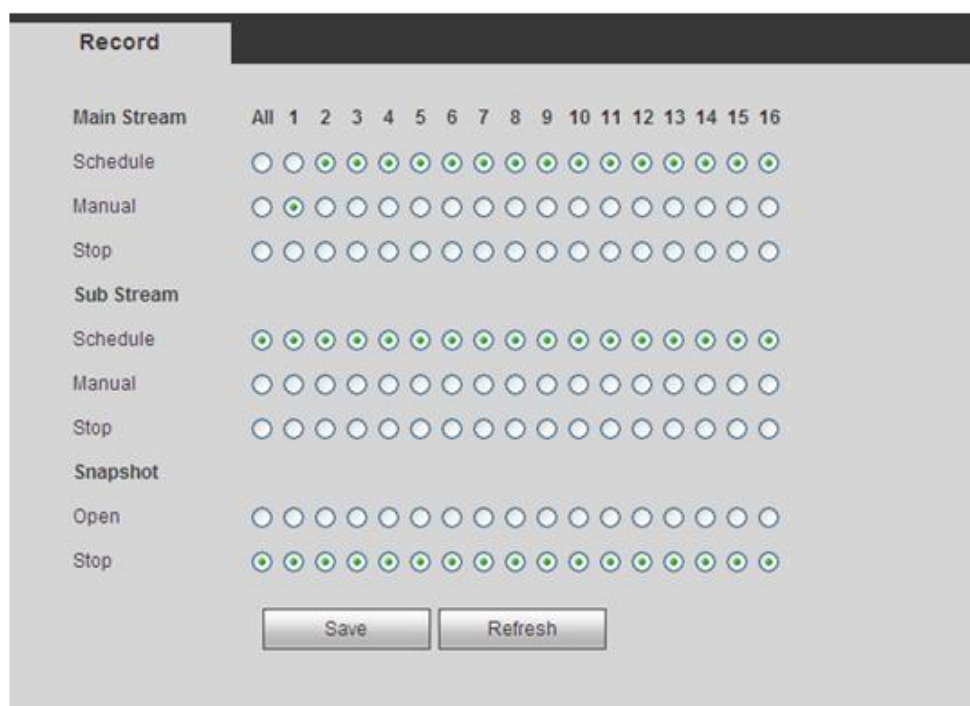 Record
Main Stream All 1 2 3 4 5 6 7 8 9 10 11 12 13 14 15 16
Schedule
Manual
Stop
Sub Stream
Schedule
Manual
Stop
Snapshot
Open
Stop
Save Refresh